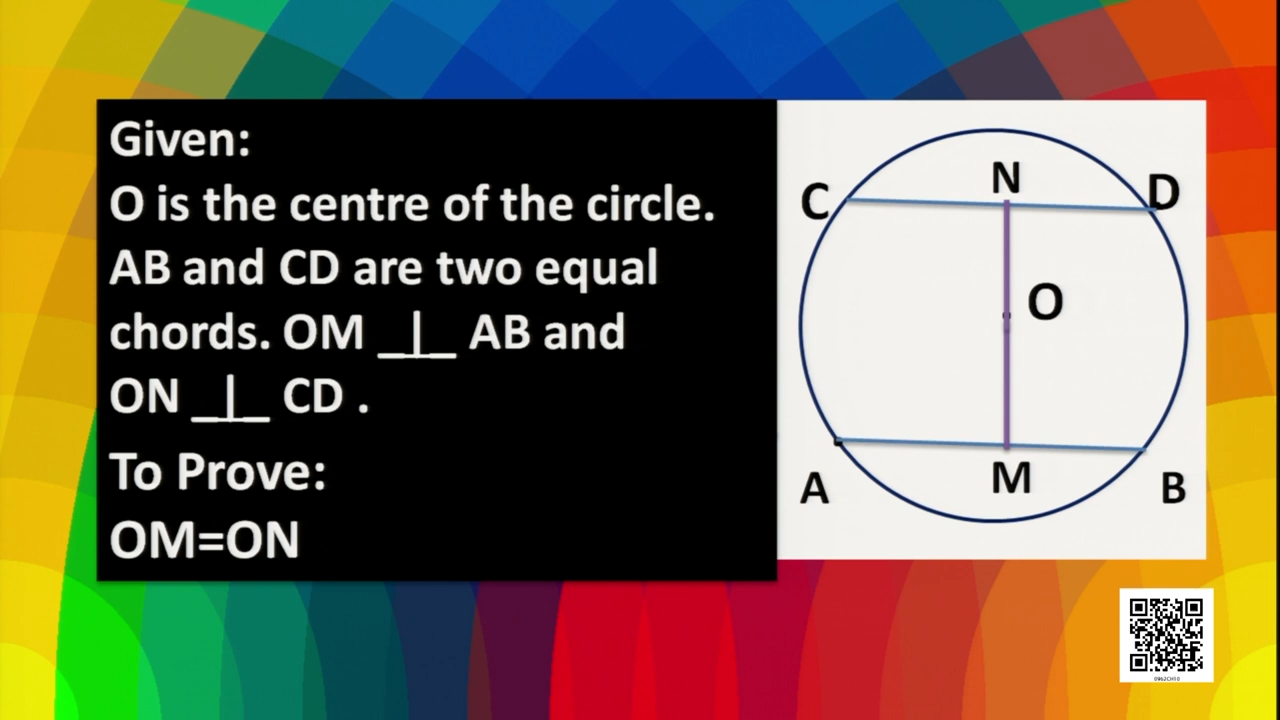 Given:
O is the centre of the circle.
AB and CD are two equal
chords. OM _|_ AB and
ON _|_ CD .
To Prove:
OM=ON
N
C
D
O
A
M
B
0962CH10